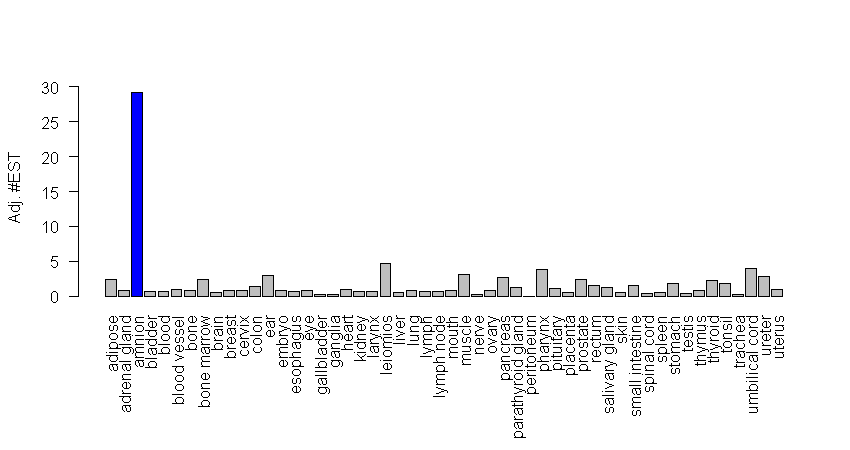 Adj. #EST
30
25
20
15
10
5
0
adipose
adrenal gland
amnion
bladder
blood
blood vessel
bone
bone marrow
brain
breast
cervix
colon
ear
embryo
esophagus
eye
gallbladder
ganglia
heart
kidney
larynx
leiomios
liver
lung
lymph
lymph node
mouth
muscle
nerve
ovary
pancreas
parathyroid gland
peritoneum
pharynx
pituitary
placenta
prostate
rectum
salivary gland
skin
small intestine
spinal cord
spleen
stomach
testis
thymus
thyroid
tonsil
trachea
umbilical cord
ureter
uterus